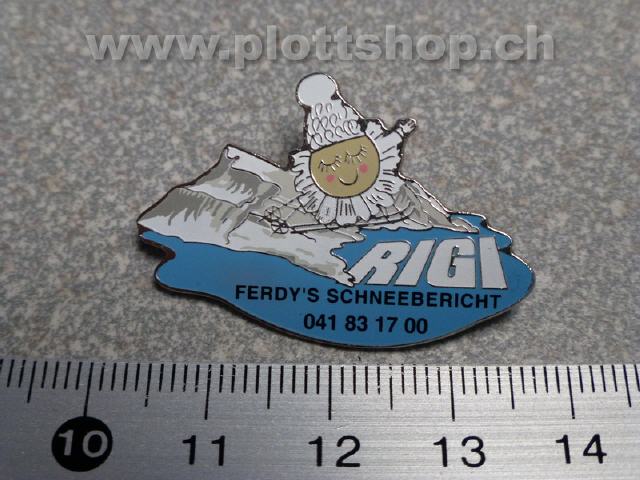 www.plottshop.ch
RIGI
FERDY'S SCHNEEBERICHT
041 83 17 00
10 11 12 13 14